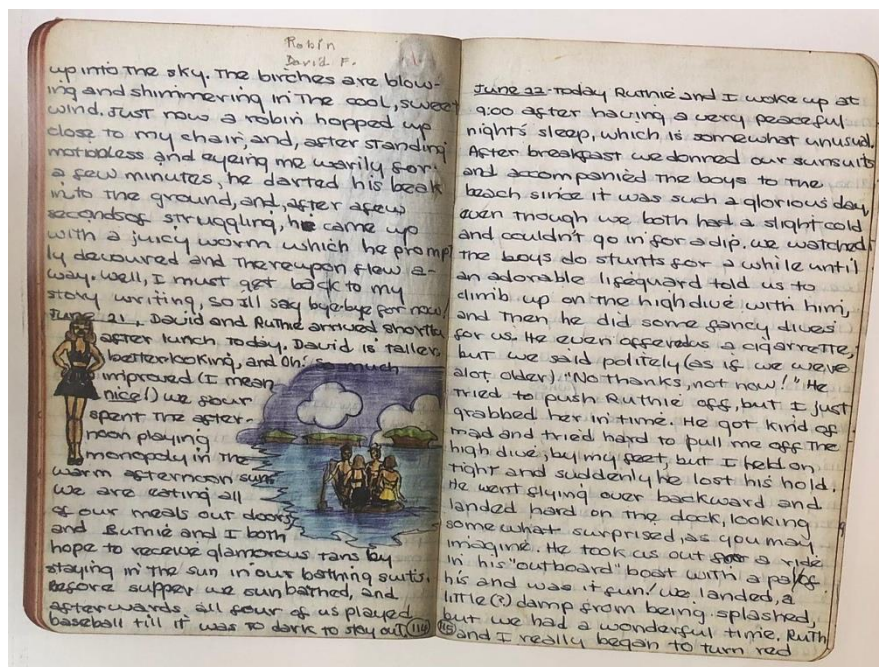 Robin
David F.
up into the sky. The birches are blow-
ing and shimmering in the cool, sweet
wind. Just now a robin hopped up
close to my chair, and, after standing
motionless and eyeing me warily for
a few minutes, he darted his beak
into the ground, and, after a few
seconds of struggling, he came up
with a juicy worm which he prompt
ly devoured and thereupon flew a-
way. Well, I must get back to my
story writing, so I'll say bye-bye for now!
June 21, David and Ruthie arrived shortly
after lunch today. David is taller,
better looking, and Oh! so much
improved (I mean
nice!) we four
spent the after-
noon playing
monopoly in the
warm afternoon sun.
We are eating all
of our meals out doors,
and Ruthie and I both
hope to receive glamorous tans by
staying in the sun in our bathing suits.
Before supper we sunbathed, and
afterwards all four of us played
baseball till it was to dark to stay out.
114
115
June 22 - Today Ruthie and I woke up at
9:00 after having a very peaceful
night's sleep, which is somewhat unusual.
After breakfast we donned our sunsuits
and accompanied the boys to the
beach since it was such a glorious day,
even though we both had a slight cold
and couldn't go in for a dip. We watched
the boys do stunts for a while until
an adorable lifeguard told us to
climb up on the high dive with him,
and then he did some fancy dives
for us. He even offered us a cigarrette,
but we said politely (as if we were
alot older). "No thanks, not now!" He
tried to push Ruthie off, but I just
grabbed her in time. He got kind of
mad and tried hard to pull me off the
high dive, by my feet, but I held on
tight and suddenly he lost his hold.
He went flying over backward and
landed hard on the dock, looking
somewhat surprised, as you may
imagine. He took us out for a ride
in his "outboard" boat with a pal of
his and was it fun! We landed, a
little (?) damp from being splashed,
but we had a wonderful time. Ruth
and I really began to turn red